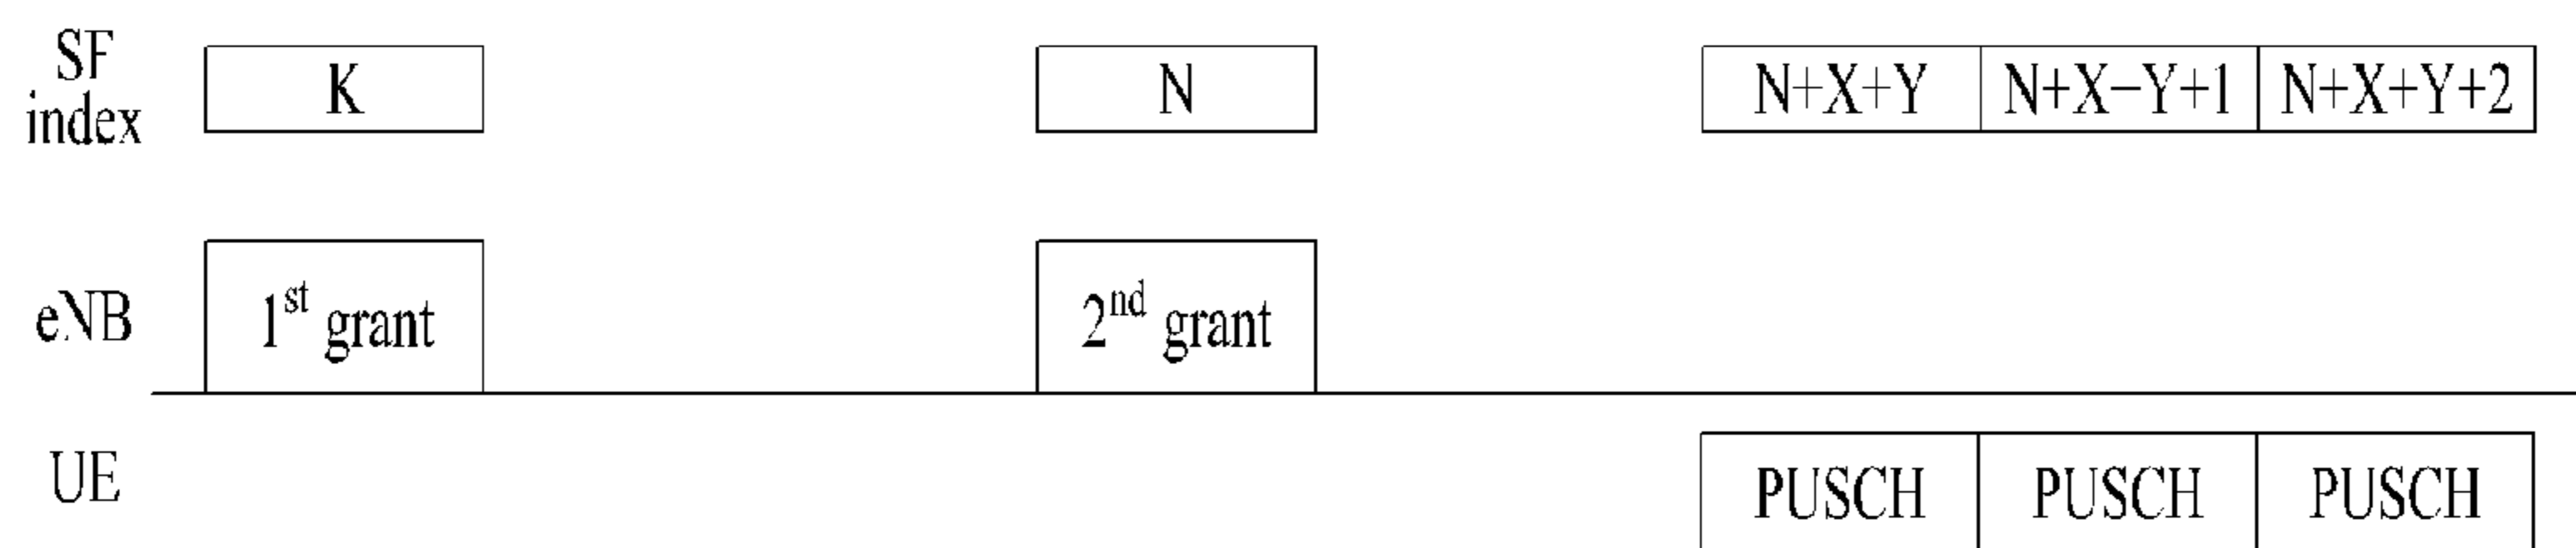 SF index K N N+X+Y N+X−Y+1 N+X+Y+2
eNB 1st grant 2nd grant
UE PUSCH PUSCH PUSCH